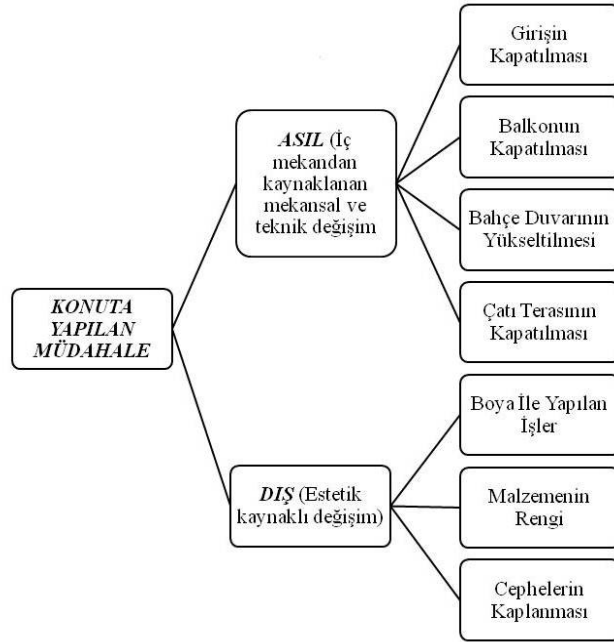 KONUTA
YAPILAN
MÜDAHALE
ASIL (İç
mekandan
kaynaklanan
mekansal ve
teknik değişim
Girişin
Kapatılması
Balkonun
Kapatılması
Bahçe Duvarının
Yükseltilmesi
Çatı Terasının
Kapatılması
DIŞ (Estetik
kaynaklı değişim)
Boya İle Yapılan
İşler
Malzemenin
Rengi
Cephelerin
Kaplanması